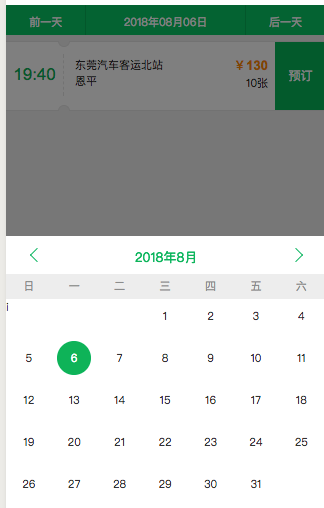 前一天 2018年08月06日 后一天
19:40 东莞汽车客运北站 ¥130 预订
恩平 10张
2018年8月
日 一 二 三 四 五 六
1 2 3 4
5 6 7 8 9 10 11
12 13 14 15 16 17 18
19 20 21 22 23 24 25
26 27 28 29 30 31